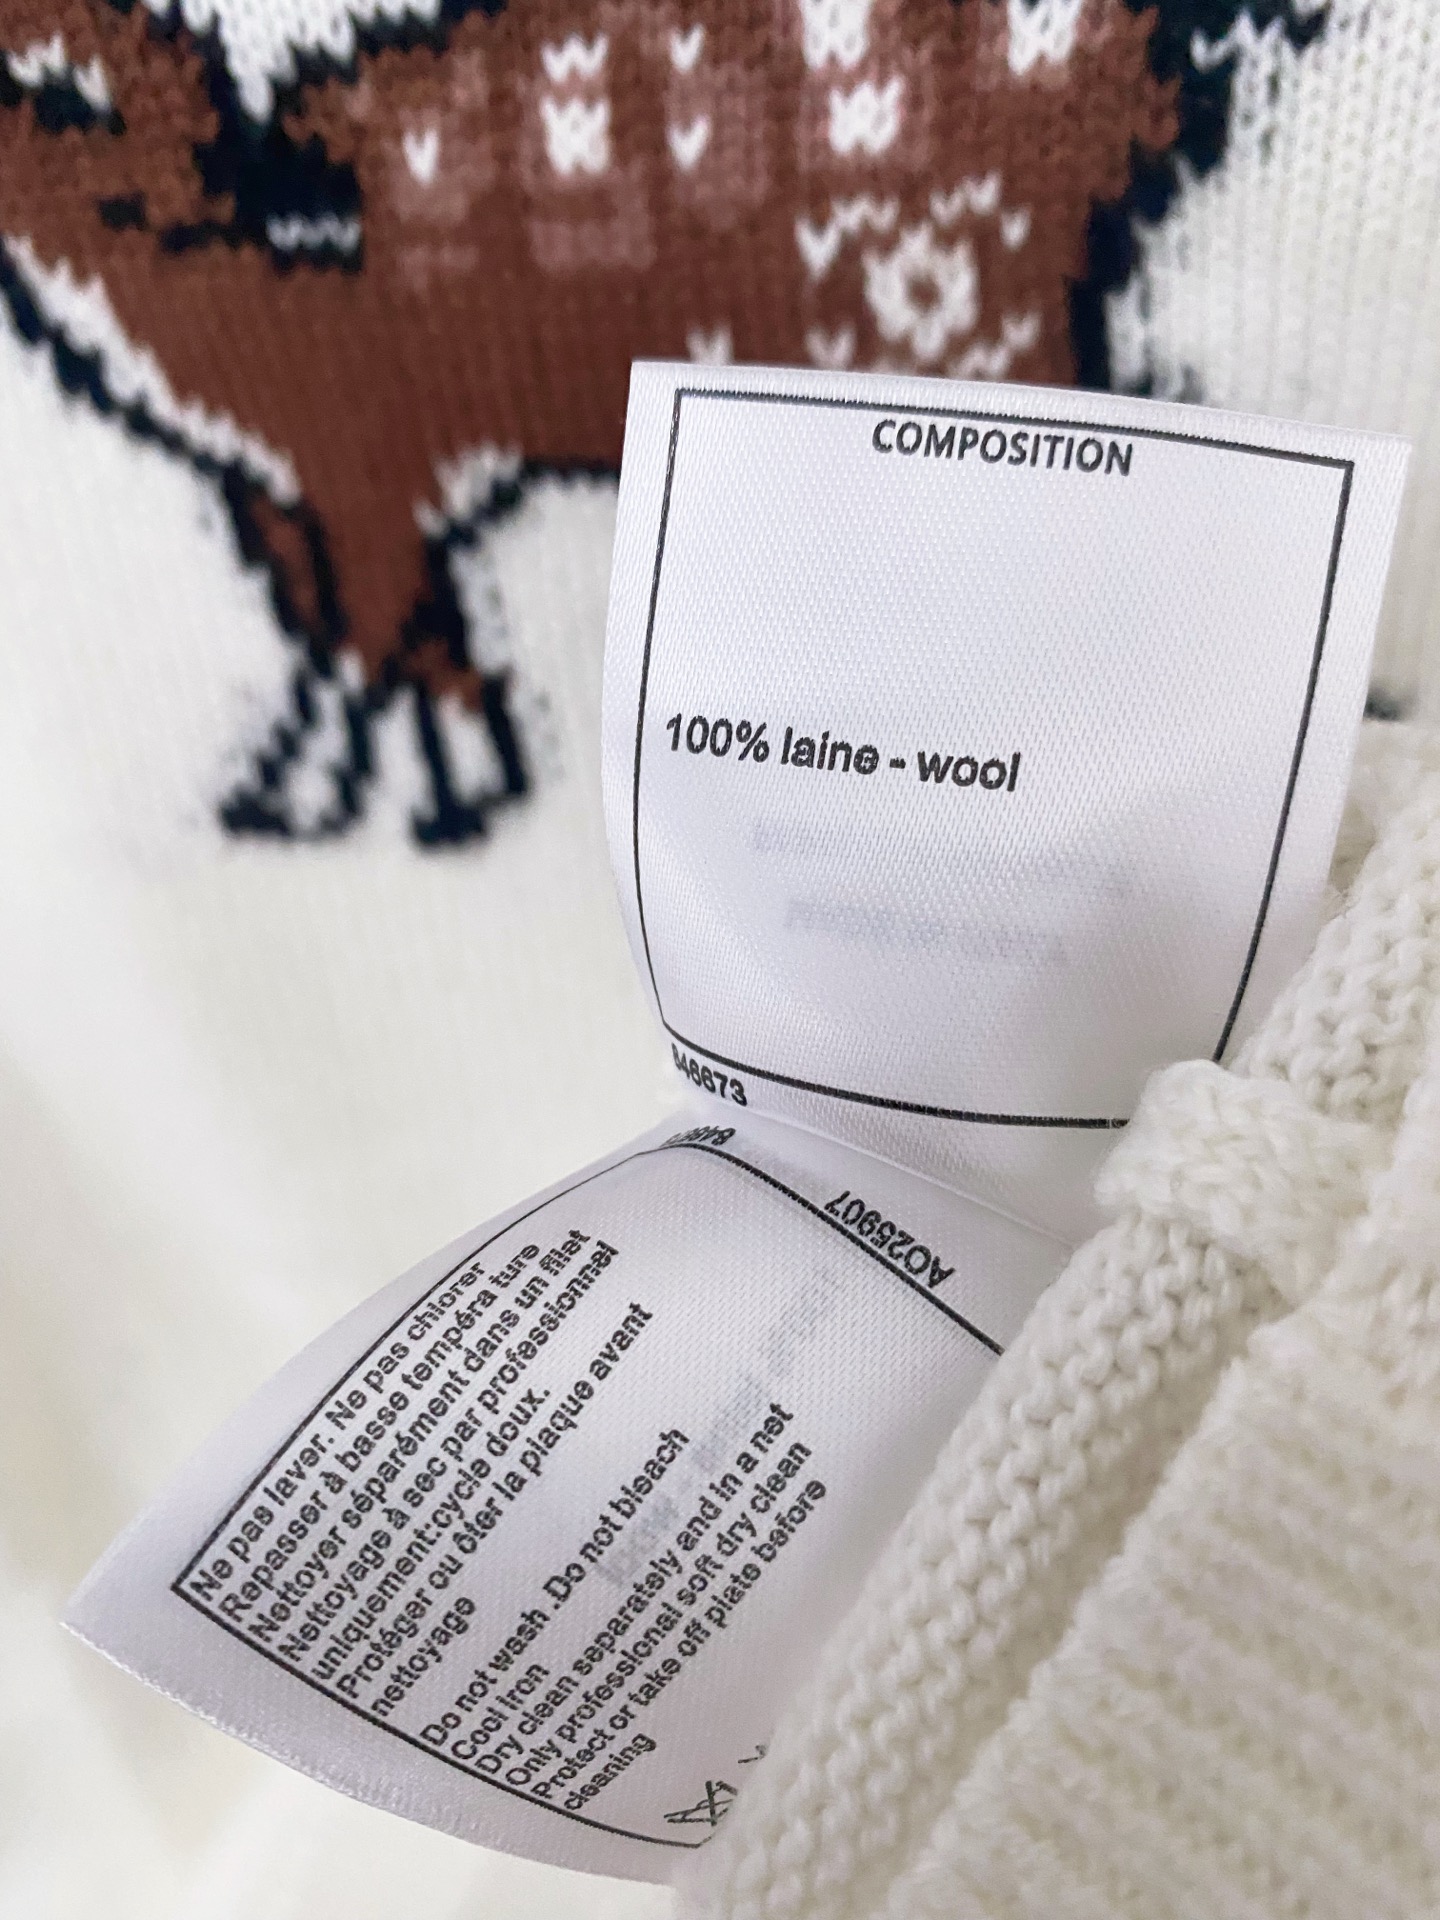 COMPOSITION
100% laine - wool
846673
AO25907
Ne pas laver. Ne pas chlorer
Repasser à basse tempéra ture
Nettoyer séparément dans un filet
Nettoyage à sec par professionnel
uniquement:cycle doux.
Protéger ou ôter la plaque avant
nettoyage
Do not wash .Do not bleach
Cool iron
Dry clean separately and in a net
Only professional soft dry clean
Protect or take off plate before
cleaning